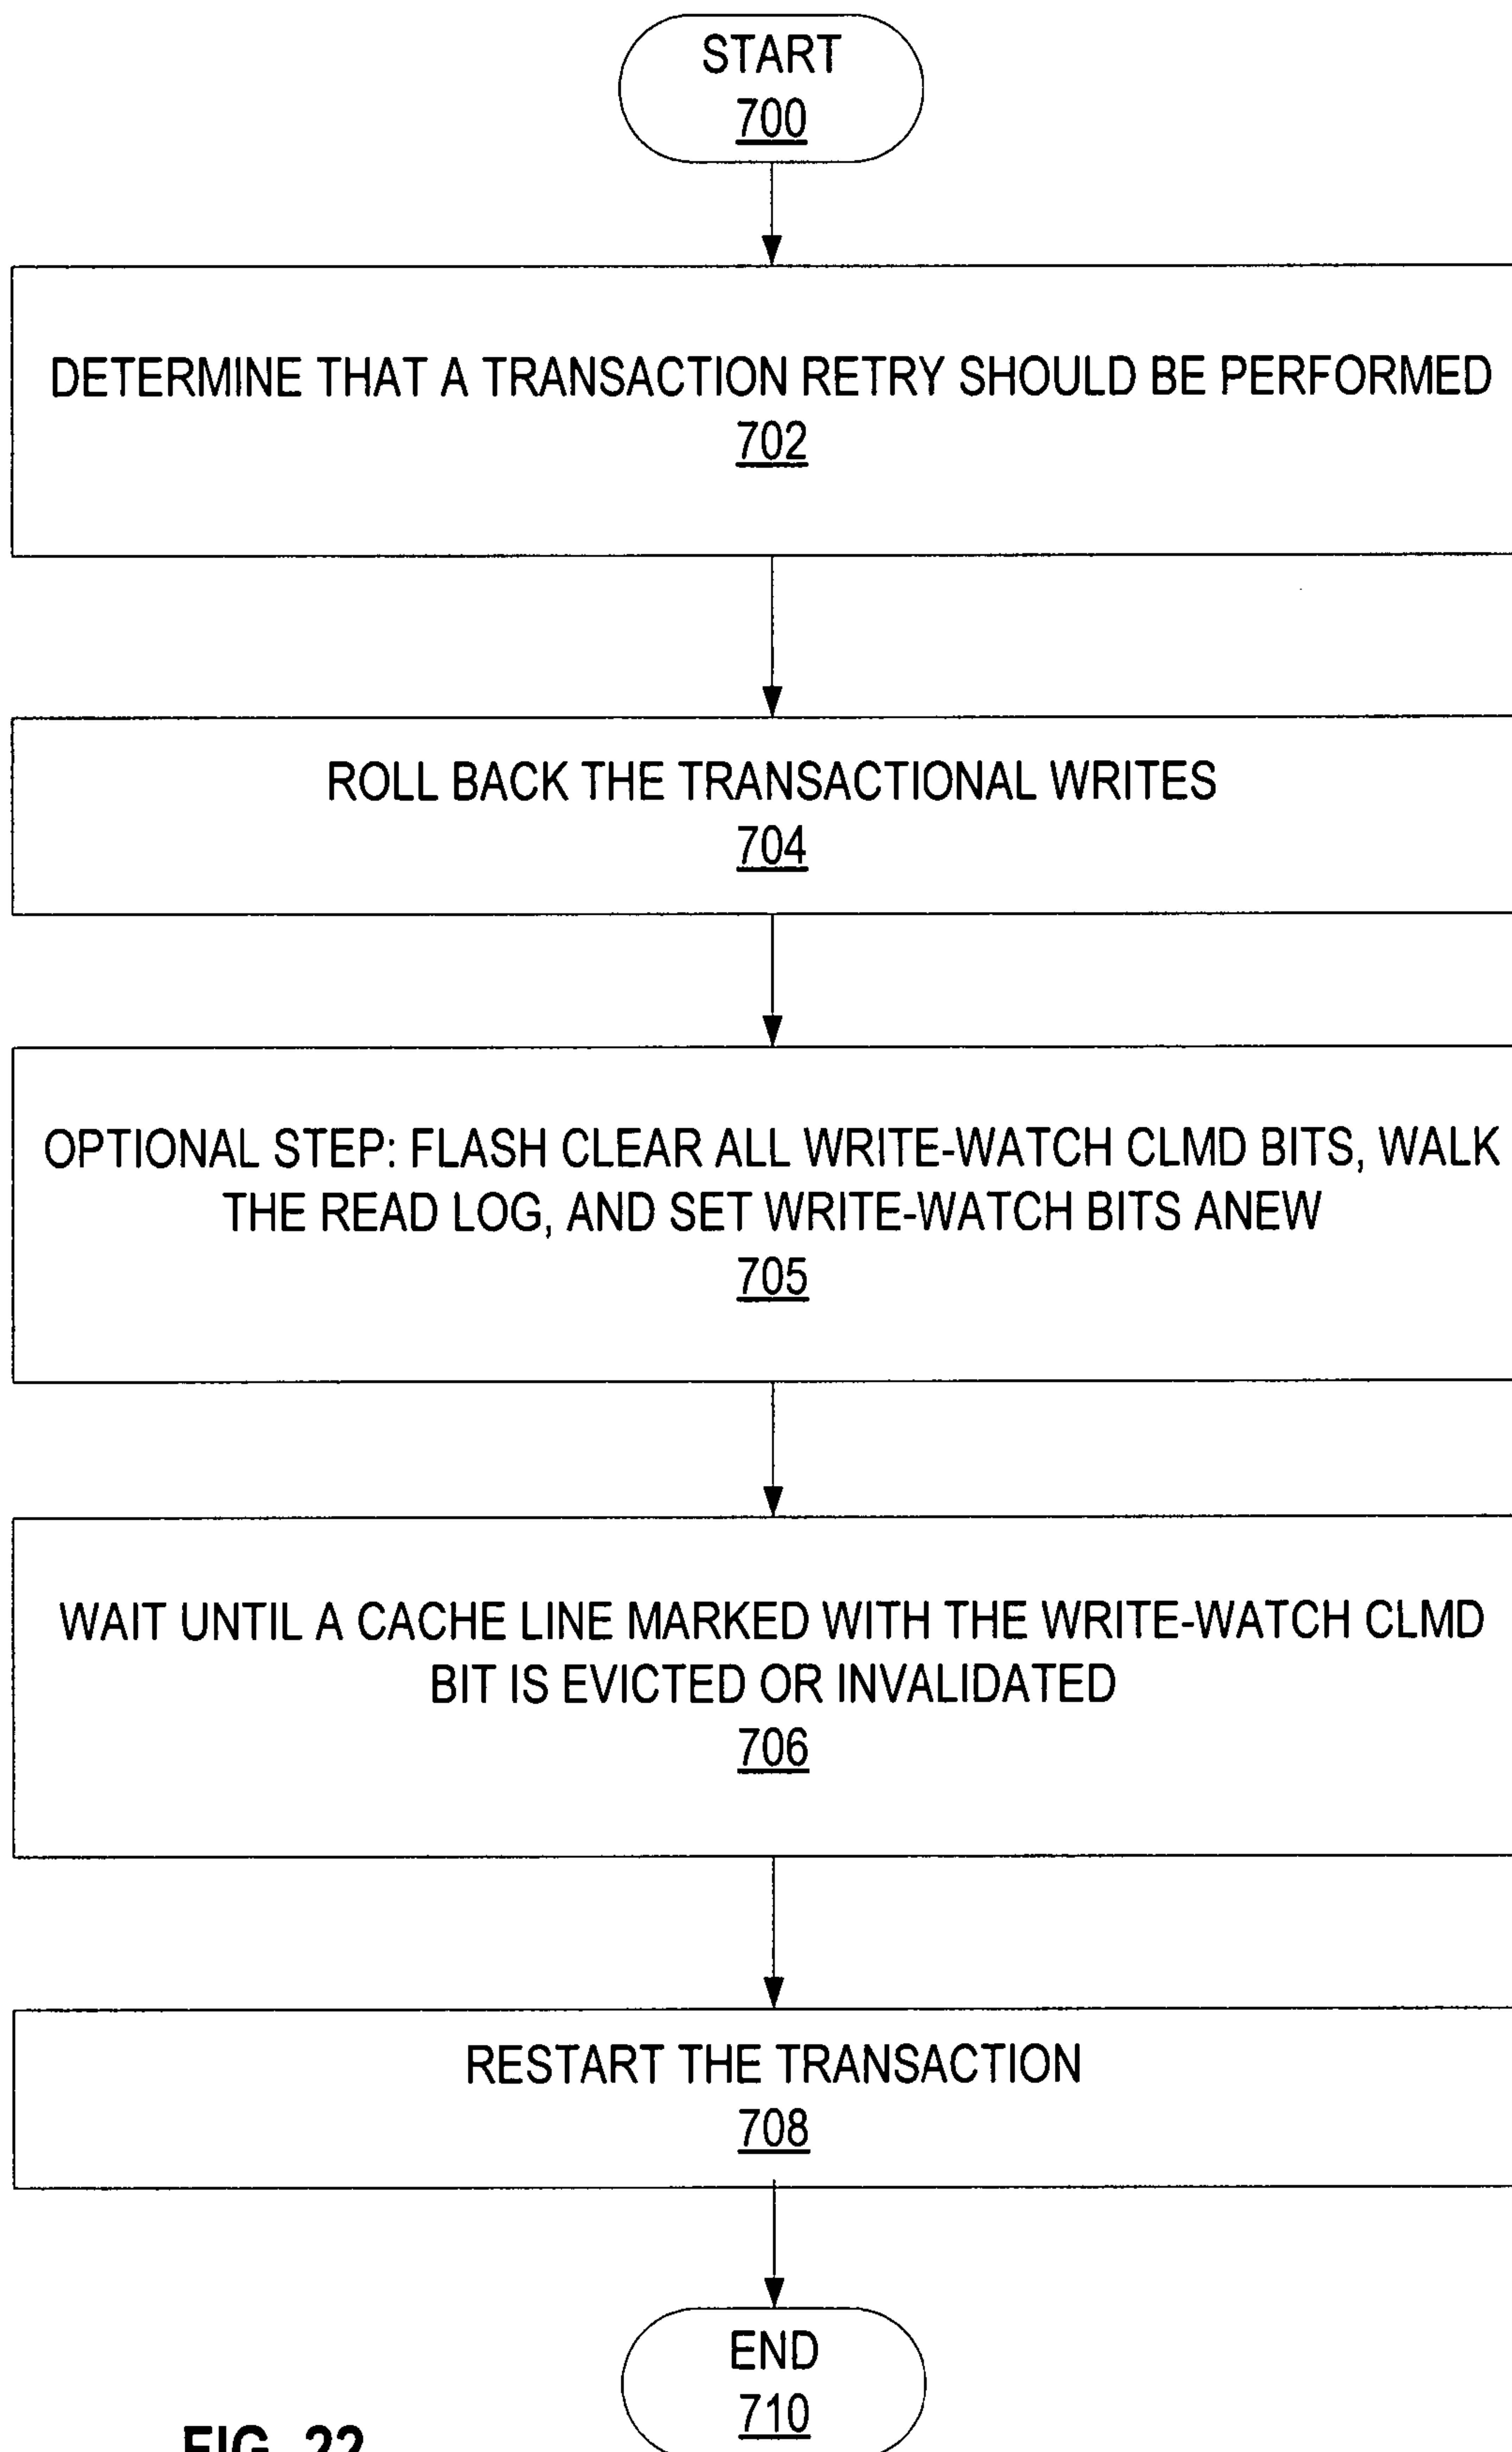 START
700
DETERMINE THAT A TRANSACTION RETRY SHOULD BE PERFORMED
702
ROLL BACK THE TRANSACTIONAL WRITES
704
OPTIONAL STEP: FLASH CLEAR ALL WRITE-WATCH CLMD BITS, WALK
THE READ LOG, AND SET WRITE-WATCH BITS ANEW
705
WAIT UNTIL A CACHE LINE MARKED WITH THE WRITE-WATCH CLMD
BIT IS EVICTED OR INVALIDATED
706
RESTART THE TRANSACTION
708
END
710
FIG. 22